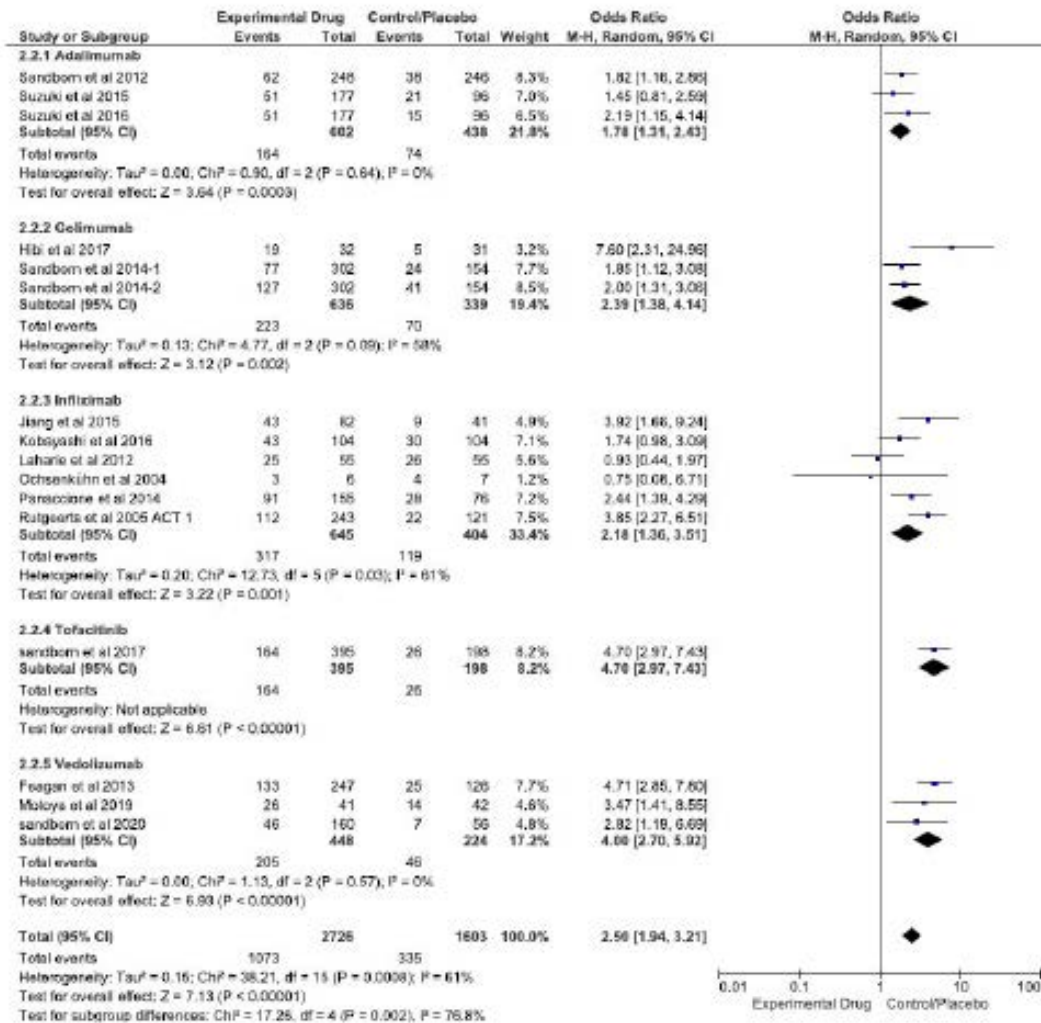 Experimental Drug Control/Placebo Odds Ratio Odds Ratio
Study or Subgroup Events Total Events Total Weight M-H, Random, 95% CI M-H, Random, 95% CI
2.2.1 Adalimumab
Sandborn et al 2012 62 248 38 246 8.3% 1.82 [1.16, 2.86]
Suzuki et al 2015 51 177 21 96 7.0% 1.45 [0.81, 2.59]
Suzuki et al 2016 51 177 15 96 6.5% 2.19 [1.15, 4.14]
Subtotal (95% CI) 602 438 21.8% 1.78 [1.31, 2.43]
Total events 164 74
Heterogeneity: Tau² = 0.00; Chi² = 0.90, df = 2 (P = 0.64); I² = 0%
Test for overall effect: Z = 3.64 (P = 0.0003)
2.2.2 Golimumab
Hibi et al 2017 19 32 5 31 3.2% 7.60 [2.31, 24.96]
Sandborn et al 2014-1 77 302 24 154 7.7% 1.85 [1.12, 3.08]
Sandborn et al 2014-2 127 302 41 154 8.5% 2.00 [1.31, 3.06]
Subtotal (95% CI) 636 339 19.4% 2.39 [1.38, 4.14]
Total events 223 70
Heterogeneity: Tau² = 0.13; Chi² = 4.77, df = 2 (P = 0.09); I² = 58%
Test for overall effect: Z = 3.12 (P = 0.002)
2.2.3 Infliximab
Jiang et al 2015 43 82 9 41 4.9% 3.92 [1.66, 9.24]
Kobayashi et al 2016 43 104 30 104 7.1% 1.74 [0.98, 3.09]
Laharie et al 2012 25 55 26 55 5.6% 0.93 [0.44, 1.97]
Ochsenkühn et al 2004 3 6 4 7 1.2% 0.75 [0.08, 6.71]
Panaccione et al 2014 91 155 28 76 7.2% 2.44 [1.39, 4.29]
Rutgeerts et al 2005 ACT 1 112 243 22 121 7.5% 3.85 [2.27, 6.51]
Subtotal (95% CI) 645 404 33.4% 2.18 [1.36, 3.51]
Total events 317 119
Heterogeneity: Tau² = 0.20; Chi² = 12.73, df = 5 (P = 0.03); I² = 61%
Test for overall effect: Z = 3.22 (P = 0.001)
2.2.4 Tofacitinib
sandborn et al 2017 164 395 26 198 8.2% 4.70 [2.97, 7.43]
Subtotal (95% CI) 395 198 8.2% 4.70 [2.97, 7.43]
Total events 164 26
Heterogeneity: Not applicable
Test for overall effect: Z = 6.61 (P < 0.00001)
2.2.5 Vedolizumab
Feagan et al 2013 133 247 25 126 7.7% 4.71 [2.85, 7.80]
Motoya et al 2019 26 41 14 42 4.6% 3.47 [1.41, 8.55]
sandborn et al 2020 46 160 7 56 4.8% 2.82 [1.19, 6.69]
Subtotal (95% CI) 448 224 17.2% 4.00 [2.70, 5.92]
Total events 205 46
Heterogeneity: Tau² = 0.00; Chi² = 1.13, df = 2 (P = 0.57); I² = 0%
Test for overall effect: Z = 6.93 (P < 0.00001)
Total (95% CI) 2726 1603 100.0% 2.50 [1.94, 3.21]
Total events 1073 335
Heterogeneity: Tau² = 0.15; Chi² = 38.21, df = 15 (P = 0.0008); I² = 61%
Test for overall effect: Z = 7.13 (P < 0.00001)
Test for subgroup differences: Chi² = 17.26, df = 4 (P = 0.002), I² = 76.8%
0.01 0.1 1 10 100
Experimental Drug Control/Placebo